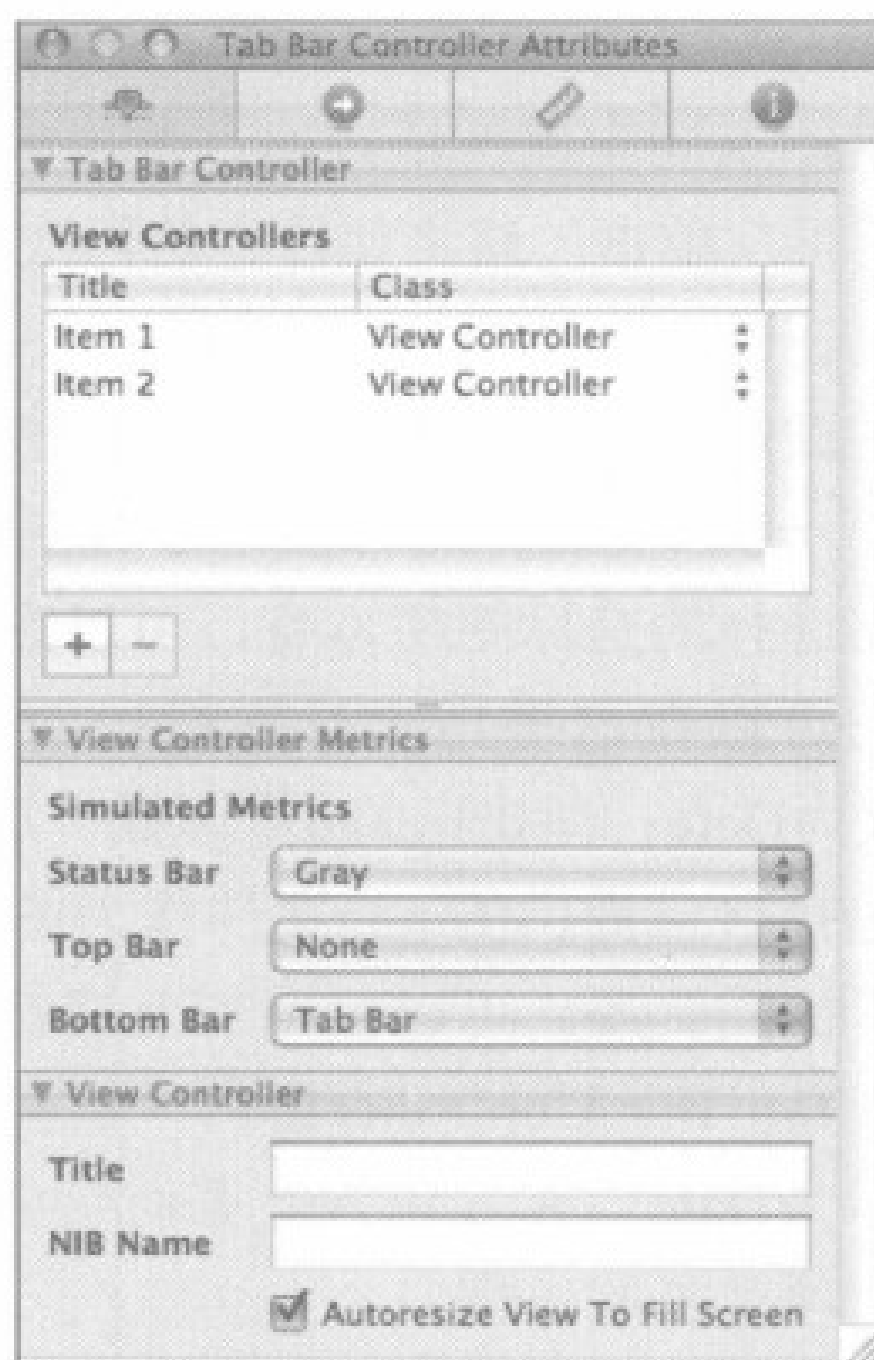 Tab Bar Controller Attributes
Tab Bar Controller
View Controllers
Title Class
Item 1 View Controller
Item 2 View Controller
+ −
View Controller Metrics
Simulated Metrics
Status Bar Gray
Top Bar None
Bottom Bar Tab Bar
View Controller
Title
NIB Name
Autoresize View To Fill Screen